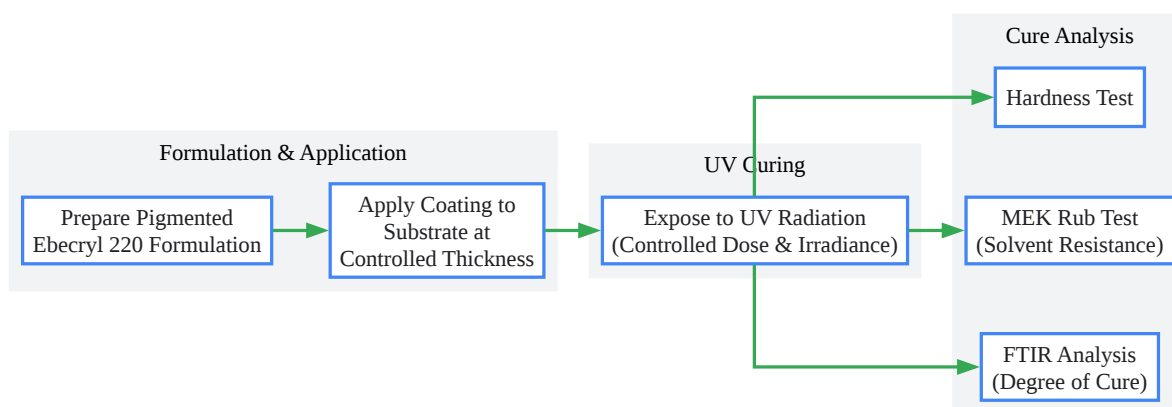 Formulation & Application
Prepare Pigmented
Ebecryl 220 Formulation
Apply Coating to
Substrate at
Controlled Thickness
UV Curing
Expose to UV Radiation
(Controlled Dose & Irradiance)
Cure Analysis
Hardness Test
MEK Rub Test
(Solvent Resistance)
FTIR Analysis
(Degree of Cure)